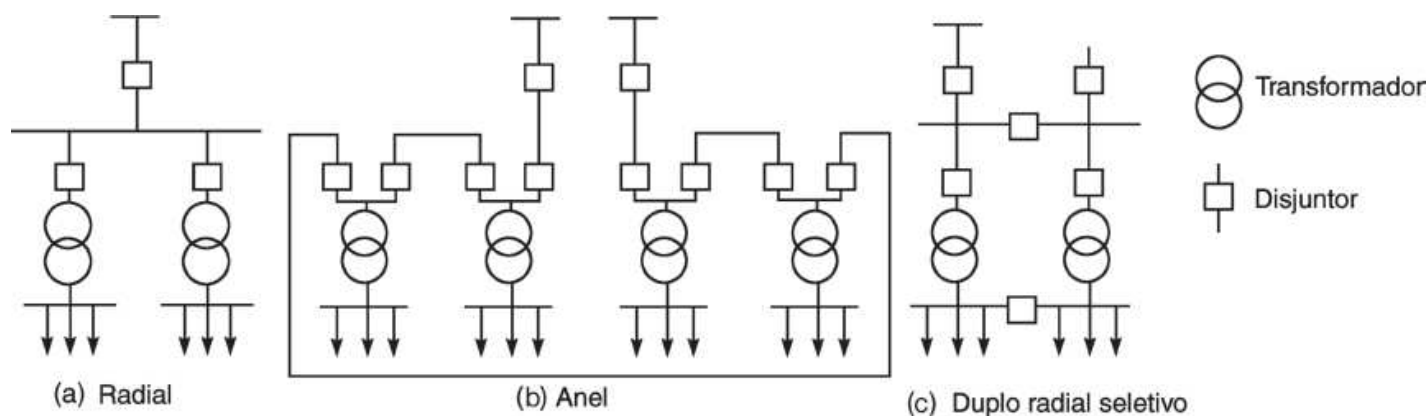 Transformador
Disjuntor
(a) Radial
(b) Anel
(c) Duplo radial seletivo